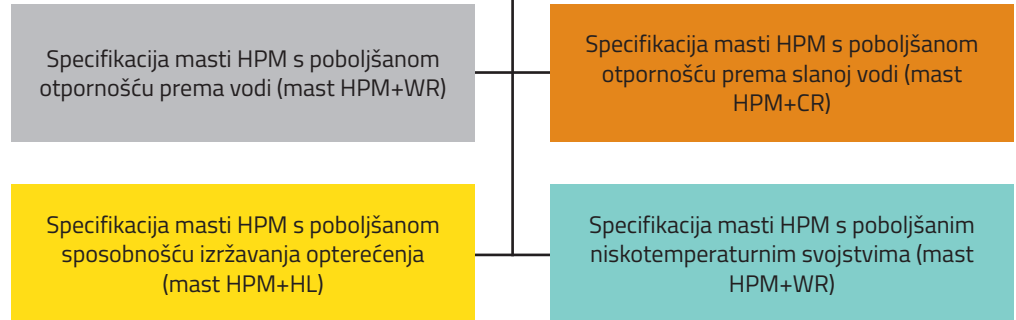 Specifikacija masti HPM s poboljšanom
otpornošću prema vodi (mast HPM+WR)
Specifikacija masti HPM s poboljšanom
otpornošću prema slanoj vodi (mast
HPM+CR)
Specifikacija masti HPM s poboljšanom
sposobnošću izržavanja opterećenja
(mast HPM+HL)
Specifikacija masti HPM s poboljšanim
niskotemperaturnim svojstvima (mast
HPM+WR)